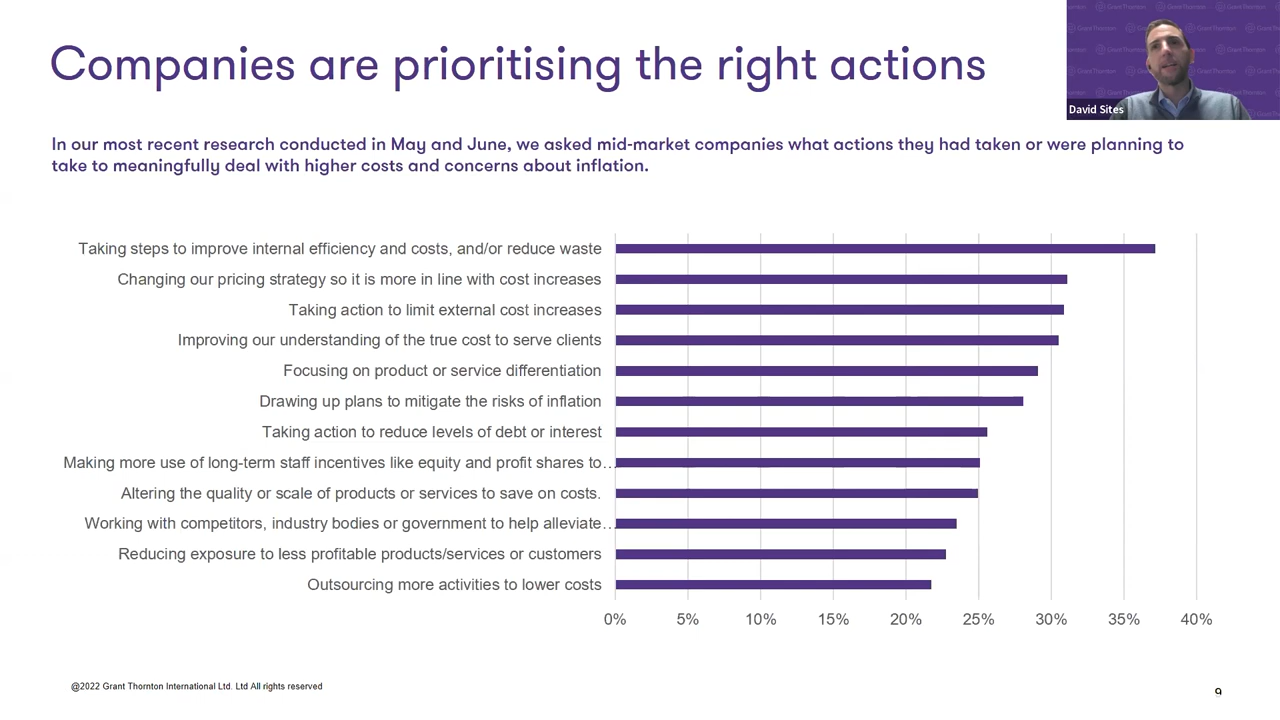 Companies are prioritising the right actions
David Sites
In our most recent research conducted in May and June, we asked mid-market companies what actions they had taken or were planning to
take to meaningfully deal with higher costs and concerns about inflation.
Taking steps to improve internal efficiency and costs, and/or reduce waste
Changing our pricing strategy so it is more in line with cost increases
Taking action to limit external cost increases
Improving our understanding of the true cost to serve clients
Focusing on product or service differentiation
Drawing up plans to mitigate the risks of inflation
Taking action to reduce levels of debt or interest
Making more use of long-term staff incentives like equity and profit shares to…
Altering the quality or scale of products or services to save on costs.
Working with competitors, industry bodies or government to help alleviate…
Reducing exposure to less profitable products/services or customers
Outsourcing more activities to lower costs
0% 5% 10% 15% 20% 25% 30% 35% 40%
@2022 Grant Thornton International Ltd. Ltd All rights reserved
9